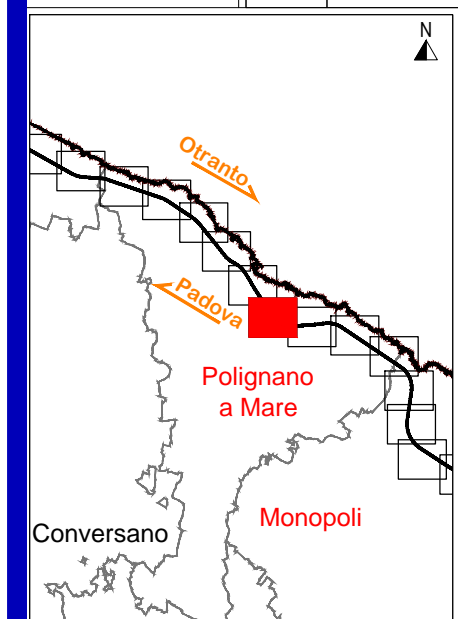 N
Otranto
Padova
Polignano
a Mare
Monopoli
Conversano